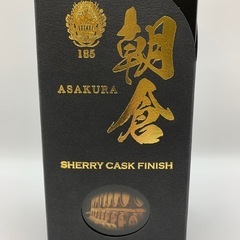 185
朝倉
ASAKURA
SHERRY CASK FINISH